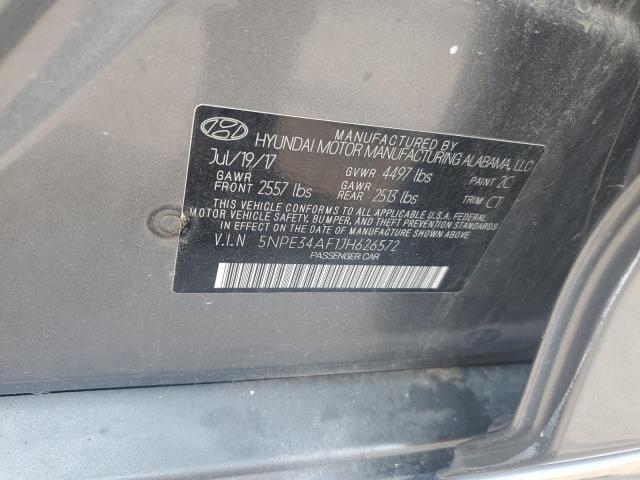 MANUFACTURED BY
HYUNDAI MOTOR MANUFACTURING ALABAMA, LLC
Jul/19/17 GVWR 4497 lbs PAINT 2C
GAWR FRONT 2557 lbs GAWR REAR 2513 lbs TRIM CT
THIS VEHICLE CONFORMS TO ALL APPLICABLE U.S.A. FEDERAL
MOTOR VEHICLE SAFETY, BUMPER, AND THEFT PREVENTION STANDARDS
IN EFFECT ON THE DATE OF MANUFACTURE SHOWN ABOVE.
V.I.N 5NPE34AF1JH626572
PASSENGER CAR